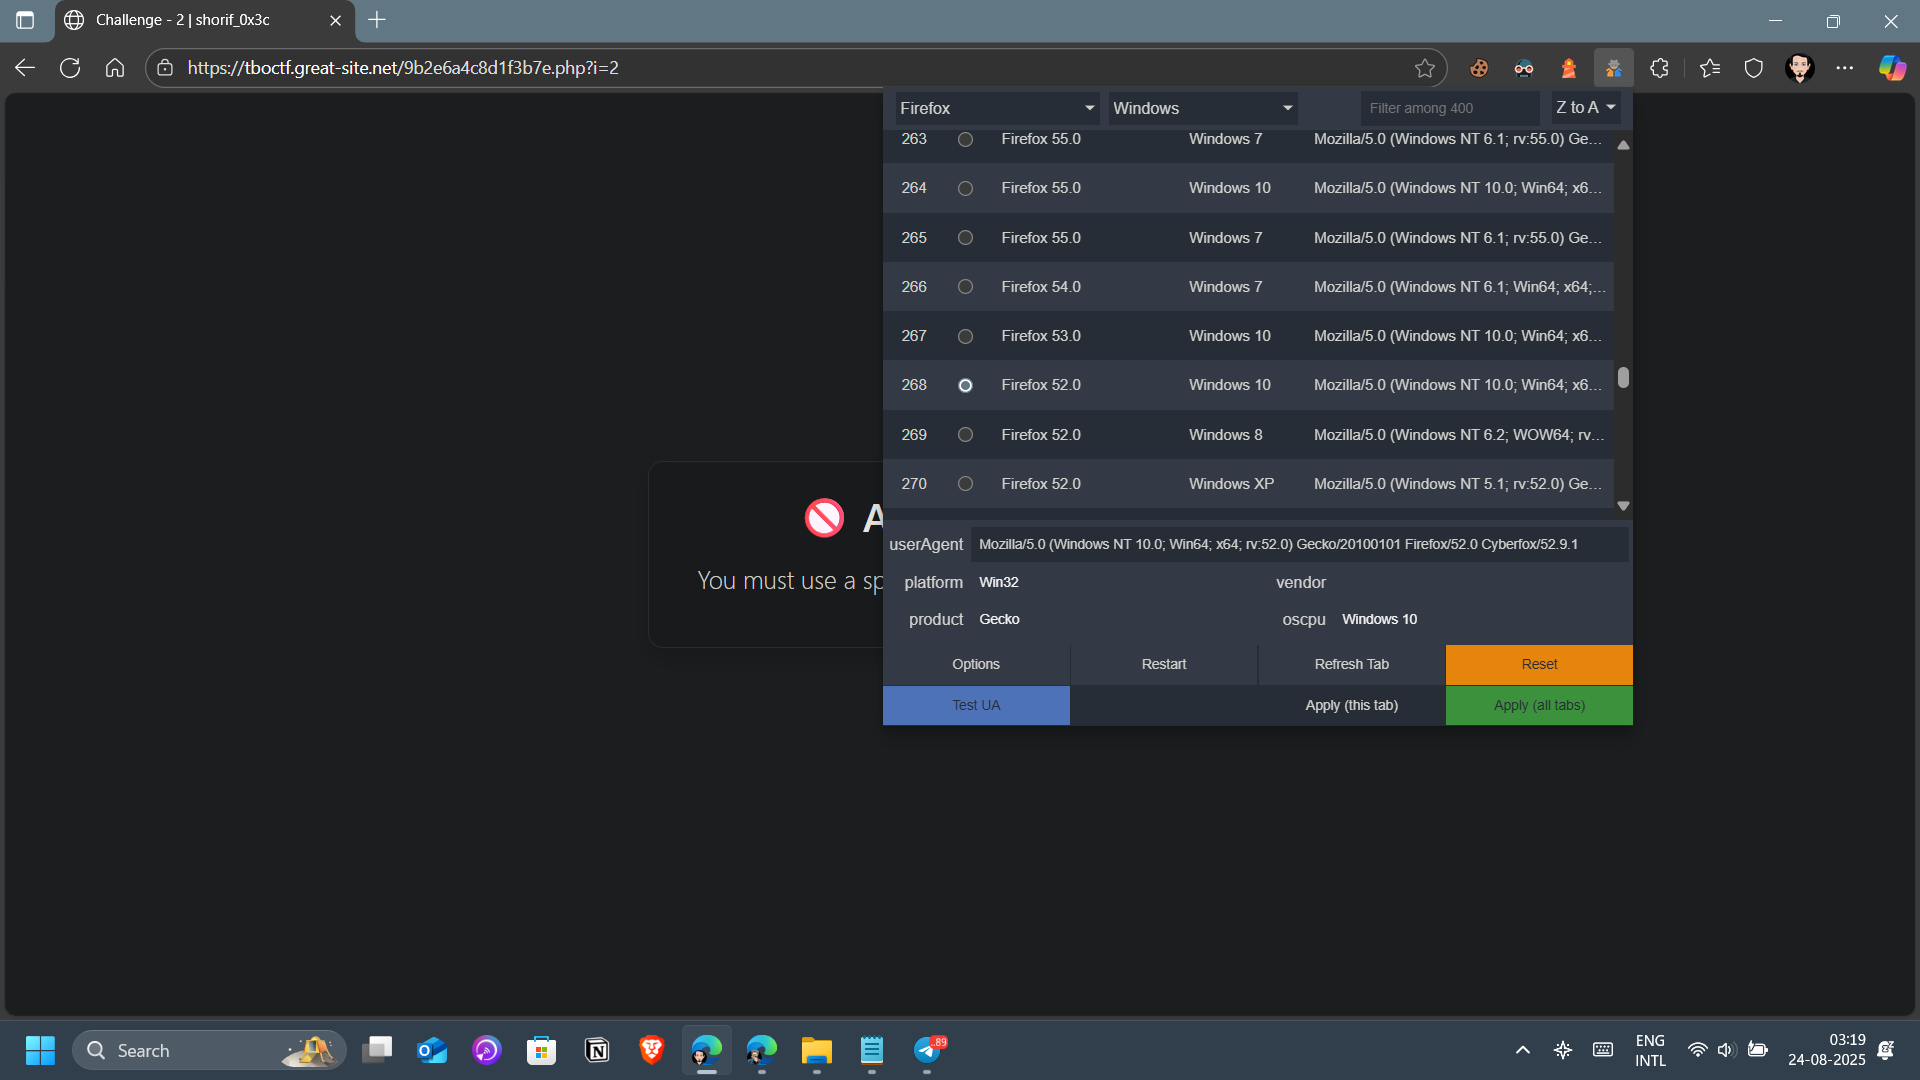 Challenge - 2 | shorif_0x3c
https://tboctf.great-site.net/9b2e6a4c8d1f3b7e.php?i=2
Firefox Windows Filter among 400 Z to A
263 Firefox 55.0 Windows 7 Mozilla/5.0 (Windows NT 6.1; rv:55.0) Ge...
264 Firefox 55.0 Windows 10 Mozilla/5.0 (Windows NT 10.0; Win64; x6...
265 Firefox 55.0 Windows 7 Mozilla/5.0 (Windows NT 6.1; rv:55.0) Ge...
266 Firefox 54.0 Windows 7 Mozilla/5.0 (Windows NT 6.1; Win64; x64;...
267 Firefox 53.0 Windows 10 Mozilla/5.0 (Windows NT 10.0; Win64; x6...
268 Firefox 52.0 Windows 10 Mozilla/5.0 (Windows NT 10.0; Win64; x6...
269 Firefox 52.0 Windows 8 Mozilla/5.0 (Windows NT 6.2; WOW64; rv...
270 Firefox 52.0 Windows XP Mozilla/5.0 (Windows NT 5.1; rv:52.0) Ge...
A
You must use a sp
userAgent Mozilla/5.0 (Windows NT 10.0; Win64; x64; rv:52.0) Gecko/20100101 Firefox/52.0 Cyberfox/52.9.1
platform Win32 vendor
product Gecko oscpu Windows 10
Options Restart Refresh Tab Reset
Test UA Apply (this tab) Apply (all tabs)
Search
.89
ENG
INTL
03:19
24-08-2025